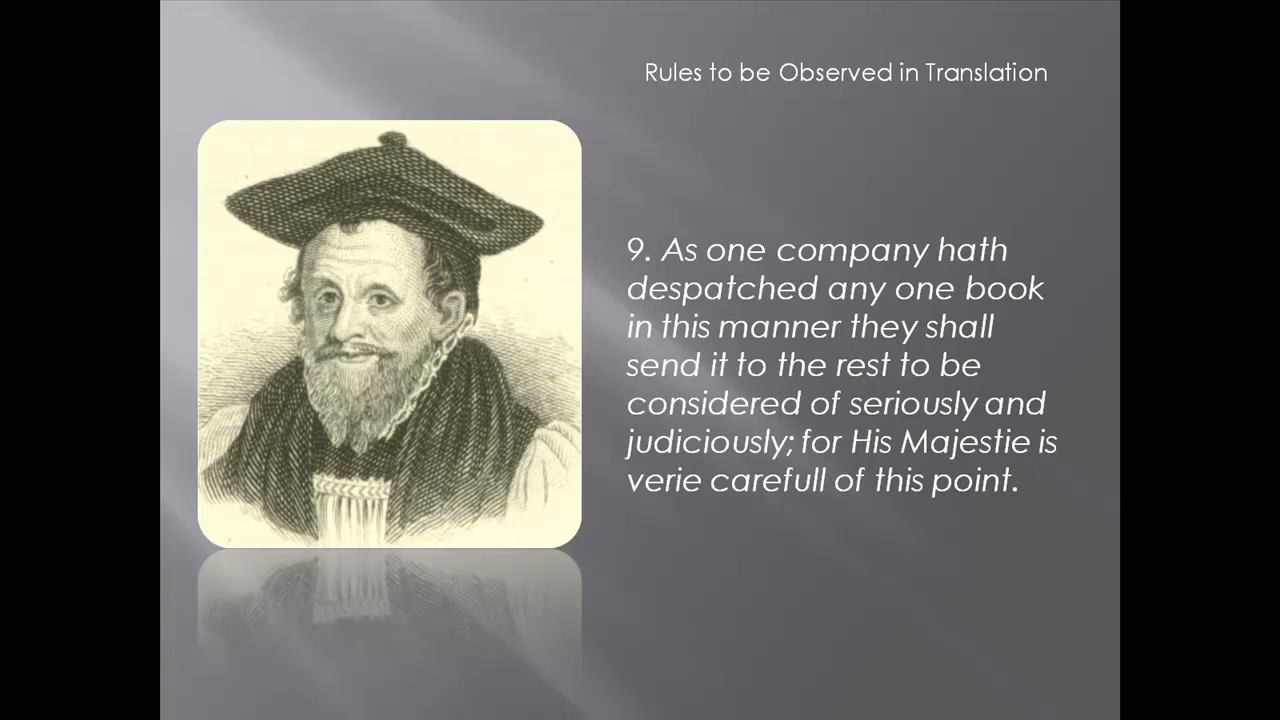 Rules to be Observed in Translation
9. As one company hath
despatched any one book
in this manner they shall
send it to the rest to be
considered of seriously and
judiciously; for His Majestie is
verie carefull of this point.